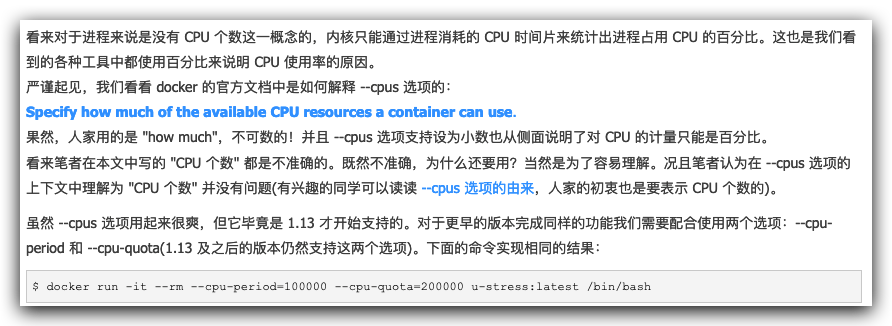 看来对于进程来说是没有 CPU 个数这一概念的，内核只能通过进程消耗的 CPU 时间片来统计出进程占用 CPU 的百分比。这也是我们看
到的各种工具中都使用百分比来说明 CPU 使用率的原因。
严谨起见，我们看看 docker 的官方文档中是如何解释 --cpus 选项的：
Specify how much of the available CPU resources a container can use.
果然，人家用的是 "how much"，不可数的！并且 --cpus 选项支持设为小数也从侧面说明了对 CPU 的计量只能是百分比。
看来笔者在本文中写的 "CPU 个数" 都是不准确的。既然不准确，为什么还要用？当然是为了容易理解。况且笔者认为在 --cpus 选项的
上下文中理解为 "CPU 个数" 并没有问题(有兴趣的同学可以读读 --cpus 选项的由来，人家的初衷也是要表示 CPU 个数的)。
虽然 --cpus 选项用起来很爽，但它毕竟是 1.13 才开始支持的。对于更早的版本完成同样的功能我们需要配合使用两个选项：--cpu-
period 和 --cpu-quota(1.13 及之后的版本仍然支持这两个选项)。下面的命令实现相同的结果：
$ docker run -it --rm --cpu-period=100000 --cpu-quota=200000 u-stress:latest /bin/bash